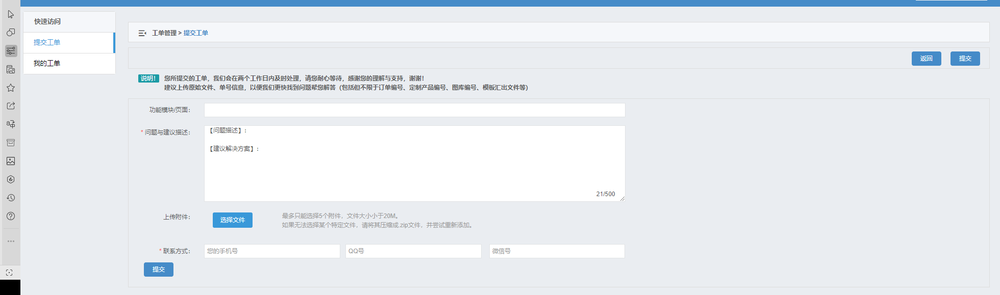 快速访问
提交工单
我的工单
工单管理 > 提交工单
返回 提交
说明！ 您所提交的工单，我们会在两个工作日内及时处理，请您耐心等待，感谢您的理解与支持，谢谢！
建议上传原始文件、单号信息，以便我们更快找到问题帮您解答（包括但不限于订单编号、定制产品编号、图库编号、模板汇出文件等）
功能模块/页面：
* 问题与建议描述： 【问题描述】：
【建议解决方案】：
21/500
上传附件： 选择文件 最多只能选择5个附件，文件大小小于20M。
如果无法选择某个特定文件，请将其压缩成.zip文件，并尝试重新添加。
* 联系方式： 您的手机号 QQ号 微信号
提交